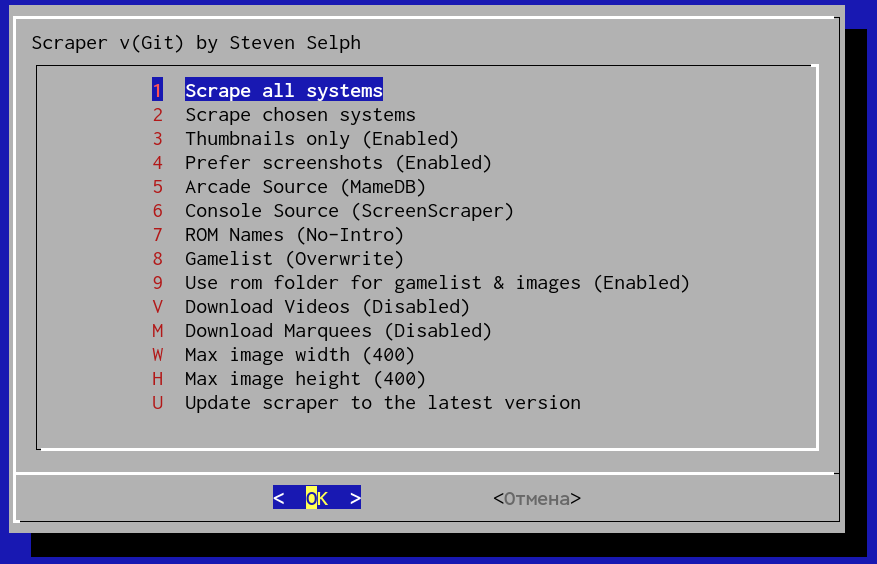 Scraper v(Git) by Steven Selph
1 Scrape all systems
2 Scrape chosen systems
3 Thumbnails only (Enabled)
4 Prefer screenshots (Enabled)
5 Arcade Source (MameDB)
6 Console Source (ScreenScraper)
7 ROM Names (No-Intro)
8 Gamelist (Overwrite)
9 Use rom folder for gamelist & images (Enabled)
V Download Videos (Disabled)
M Download Marquees (Disabled)
W Max image width (400)
H Max image height (400)
U Update scraper to the latest version
< OK > <Отмена>